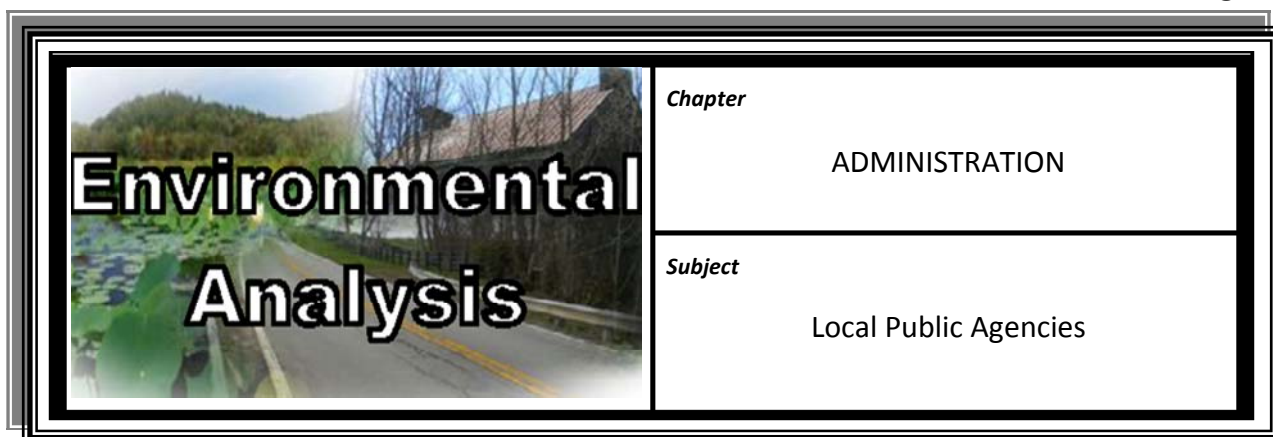 Environmental
Analysis
Chapter
ADMINISTRATION
Subject
Local Public Agencies